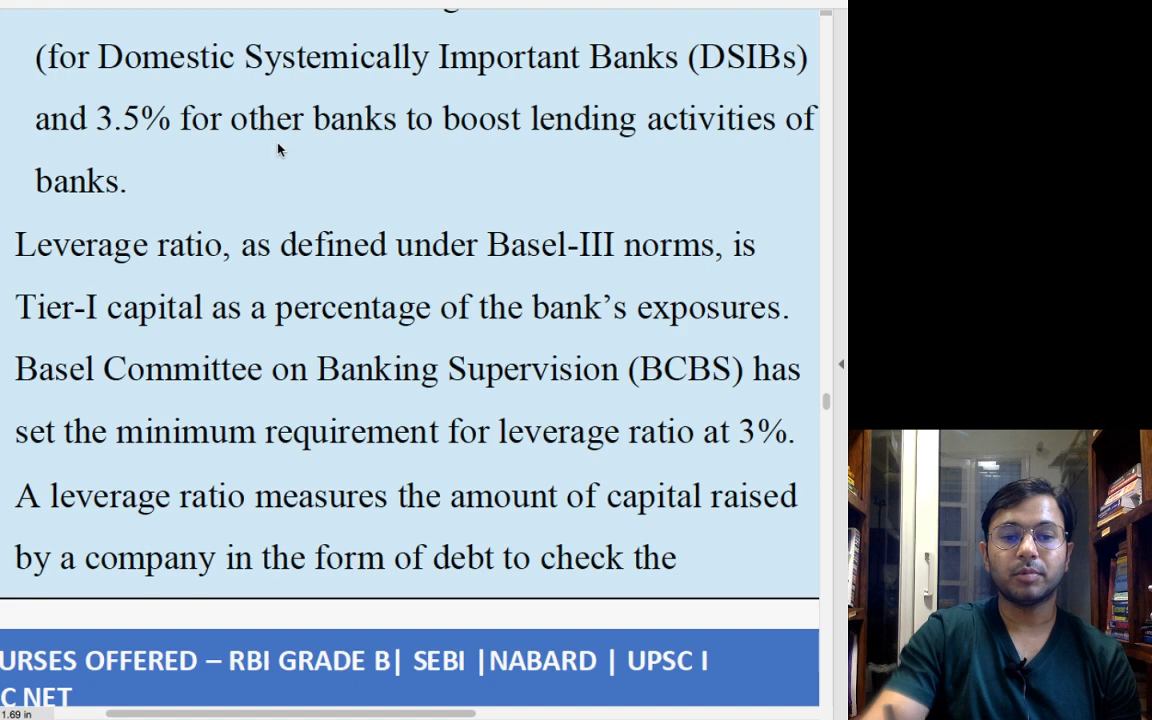 (for Domestic Systemically Important Banks (DSIBs)
and 3.5% for other banks to boost lending activities of
banks.
Leverage ratio, as defined under Basel-III norms, is
Tier-I capital as a percentage of the bank’s exposures.
Basel Committee on Banking Supervision (BCBS) has
set the minimum requirement for leverage ratio at 3%.
A leverage ratio measures the amount of capital raised
by a company in the form of debt to check the
URSES OFFERED – RBI GRADE B| SEBI |NABARD | UPSC I
C NET
1.69 in